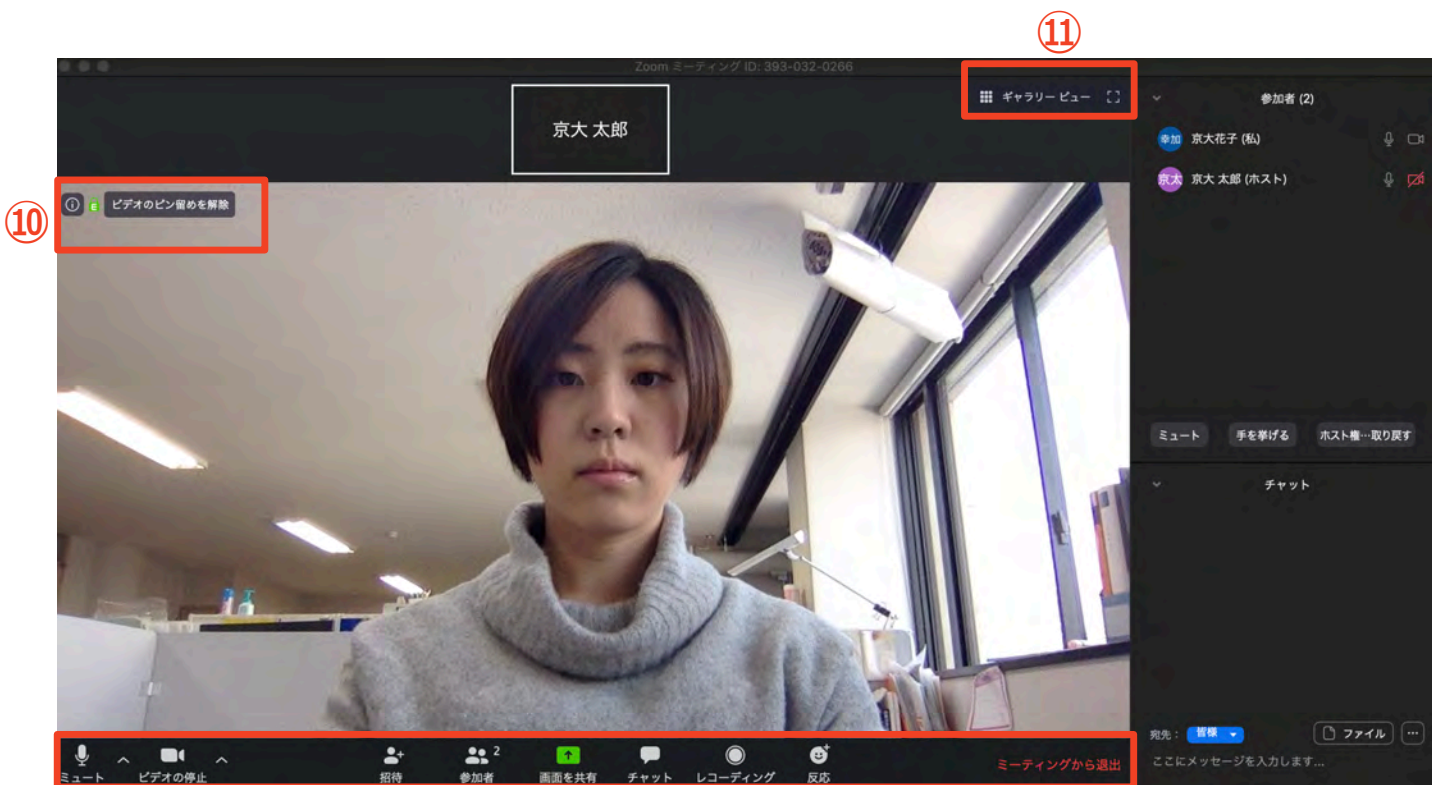 ⑪
Zoom ミーティング ID: 393-032-0266
ギャラリー ビュー
京大 太郎
⑩
ビデオのピン留めを解除
E
参加者 (2)
幸加 京大花子 (私)
京太 京大 太郎 (ホスト)
ミュート 手を挙げる ホスト権…取り戻す
チャット
宛先： 皆様 ファイル
ここにメッセージを入力します...
2
ミュート ビデオの停止 招待 参加者 画面を共有 チャット レコーディング 反応 ミーティングから退出